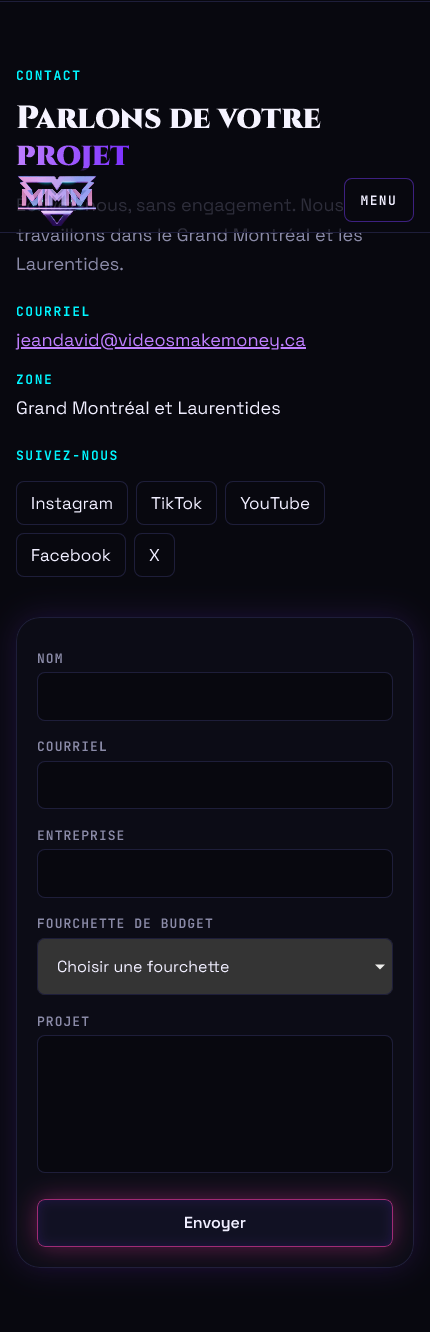 CONTACT
Parlons de votre
projet
MMM
MENU
ous, sans engagement. Nous
travaillons dans le Grand Montréal et les
Laurentides.
COURRIEL
jeandavid@videosmakemoney.ca
ZONE
Grand Montréal et Laurentides
SUIVEZ-NOUS
Instagram TikTok YouTube
Facebook X
NOM
COURRIEL
ENTREPRISE
FOURCHETTE DE BUDGET
Choisir une fourchette
PROJET
Envoyer